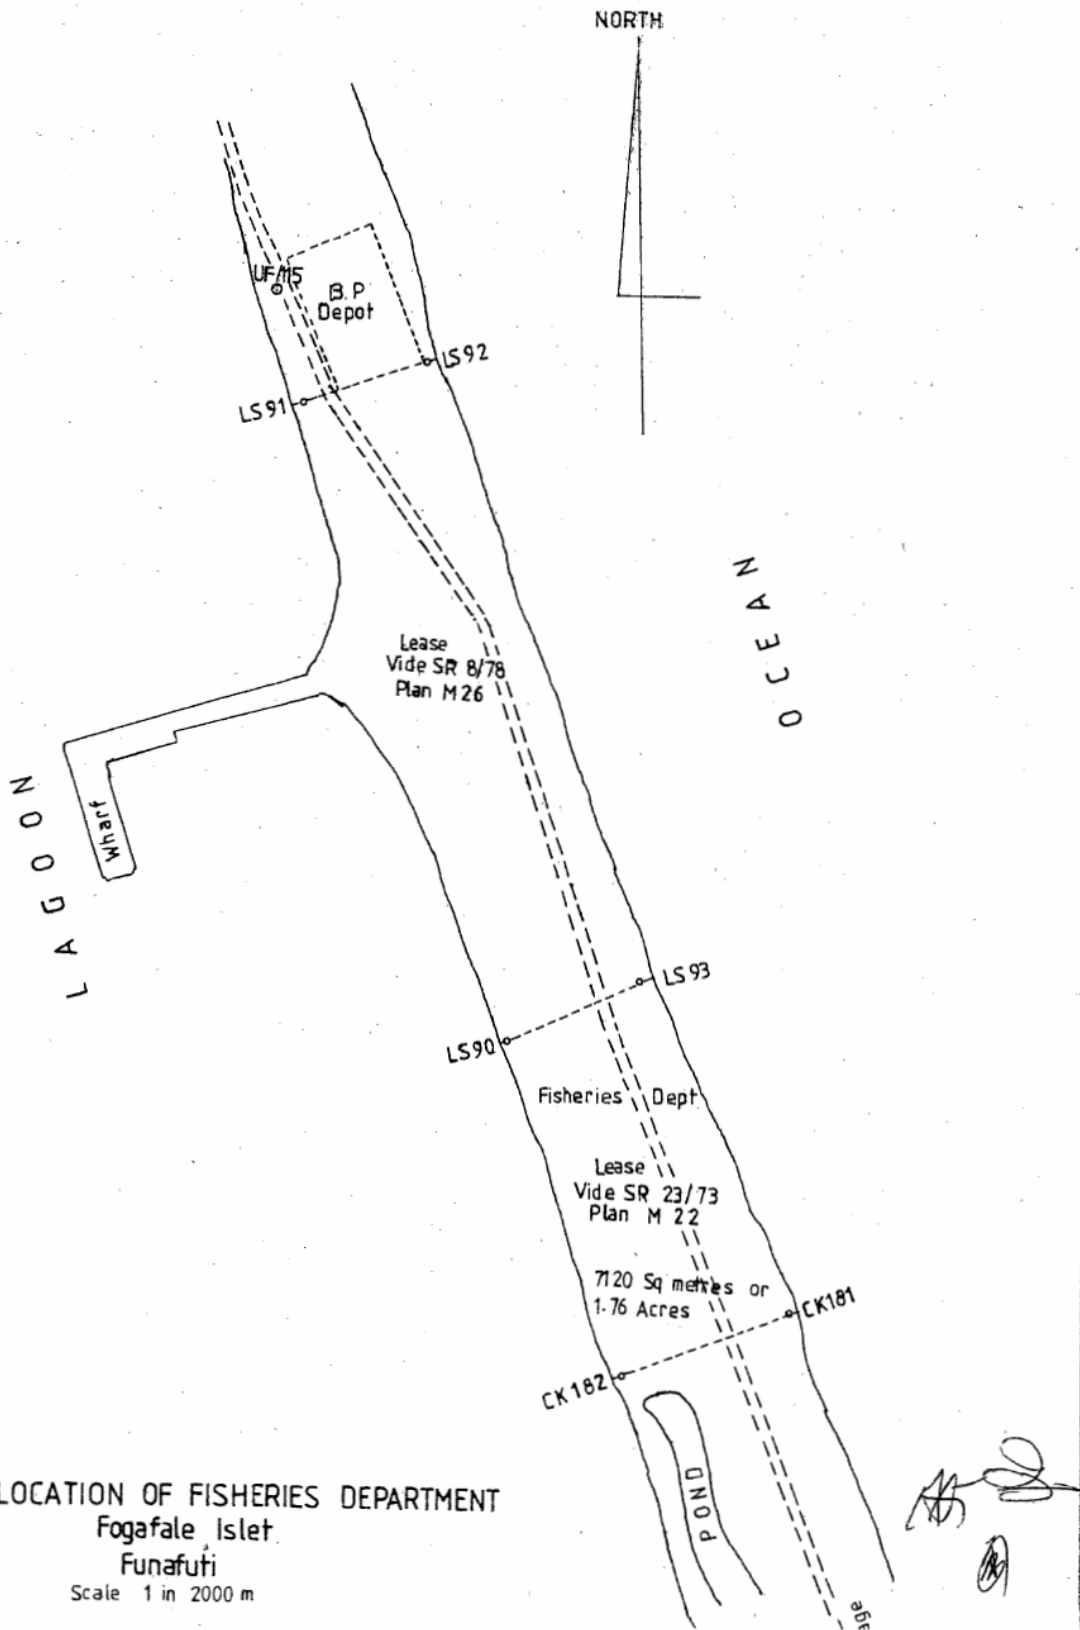 NORTH
UF/115
B.P
Depot
LS92
LS91
OCEAN
Lease
Vide SR 8/78
Plan M26
LAGOON
Wharf
LS93
LS90
Fisheries Dept
Lease
Vide SR 23/73
Plan M 22
7120 Sq metres or
1.76 Acres
CK181
CK182
POND
LOCATION OF FISHERIES DEPARTMENT
Fogafale Islet
Funafuti
Scale 1 in 2000 m